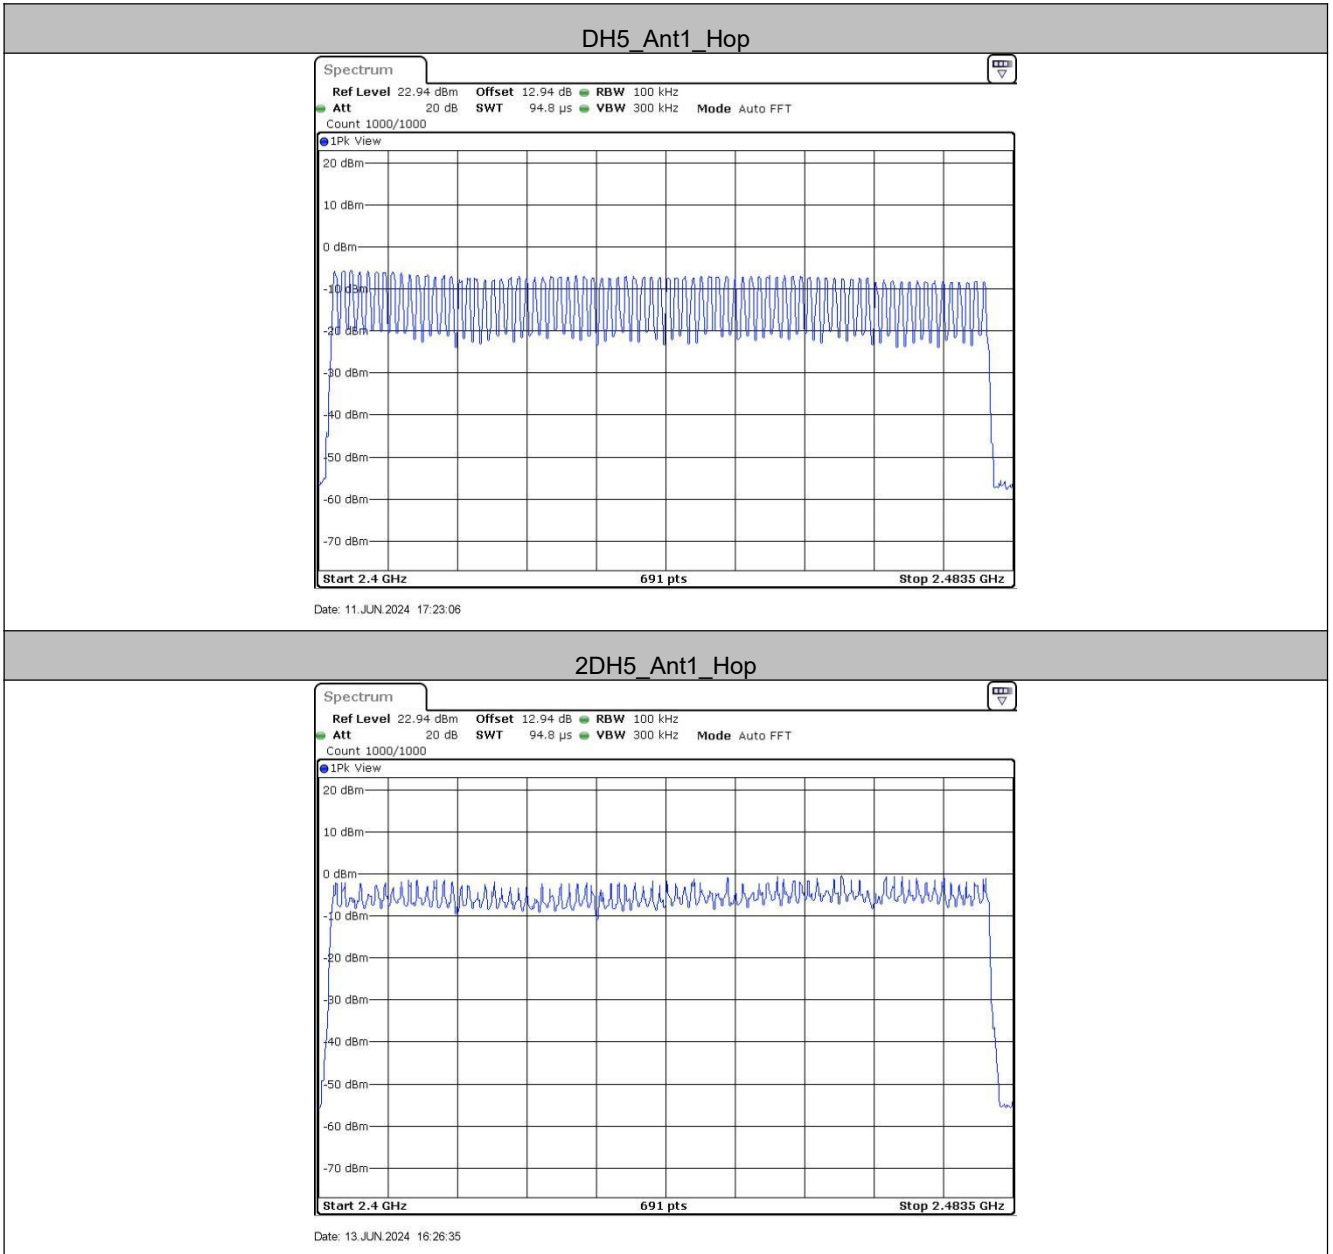 DH5_Ant1_Hop
Spectrum
Ref Level 22.94 dBm Offset 12.94 dB RBW 100 kHz
Att 20 dB SWT 94.8 µs VBW 300 kHz Mode Auto FFT
Count 1000/1000
1Pk View
20 dBm
10 dBm
0 dBm
-10 dBm
-20 dBm
-30 dBm
-40 dBm
-50 dBm
-60 dBm
-70 dBm
Start 2.4 GHz 691 pts Stop 2.4835 GHz
Date: 11.JUN.2024 17:23:06
2DH5_Ant1_Hop
Spectrum
Ref Level 22.94 dBm Offset 12.94 dB RBW 100 kHz
Att 20 dB SWT 94.8 µs VBW 300 kHz Mode Auto FFT
Count 1000/1000
1Pk View
20 dBm
10 dBm
0 dBm
-10 dBm
-20 dBm
-30 dBm
-40 dBm
-50 dBm
-60 dBm
-70 dBm
Start 2.4 GHz 691 pts Stop 2.4835 GHz
Date: 13.JUN.2024 16:26:35